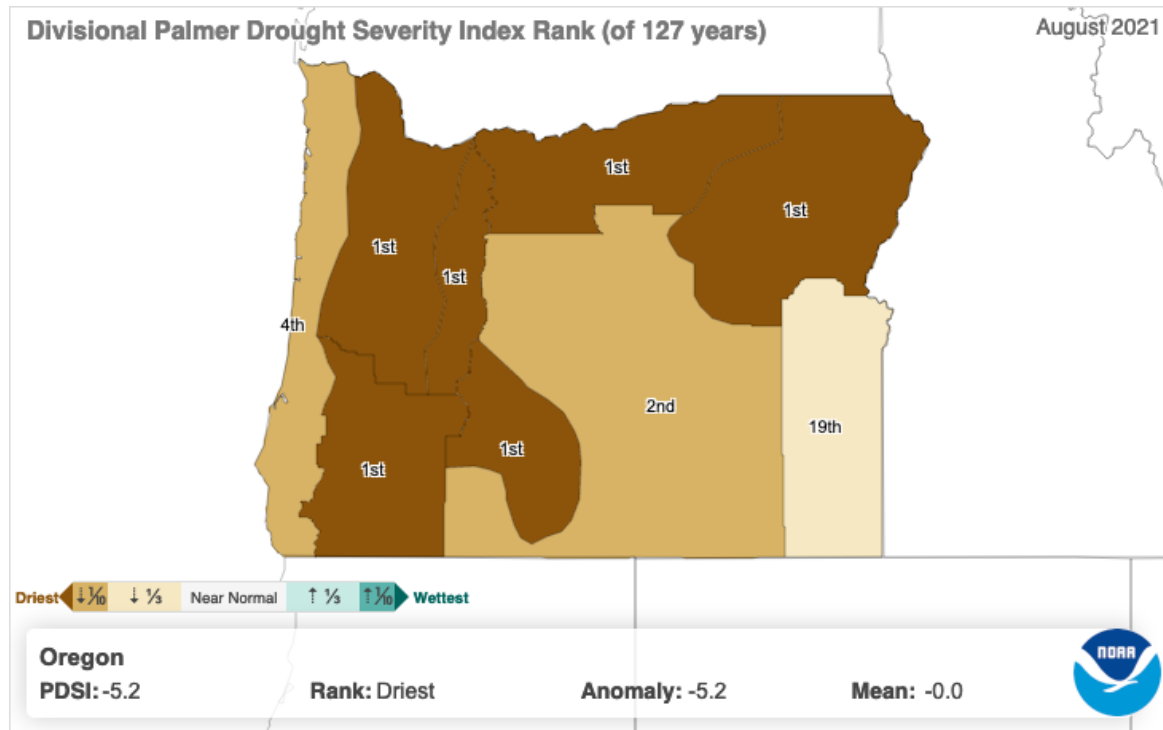 Divisional Palmer Drought Severity Index Rank (of 127 years)
August 2021
1st
1st
1st
1st
4th
2nd
19th
1st
1st
Driest ↓⅒ ↓ ⅓ Near Normal ↑ ⅓ ↑⅒ Wettest
Oregon
PDSI: -5.2 Rank: Driest Anomaly: -5.2 Mean: -0.0
NOAA